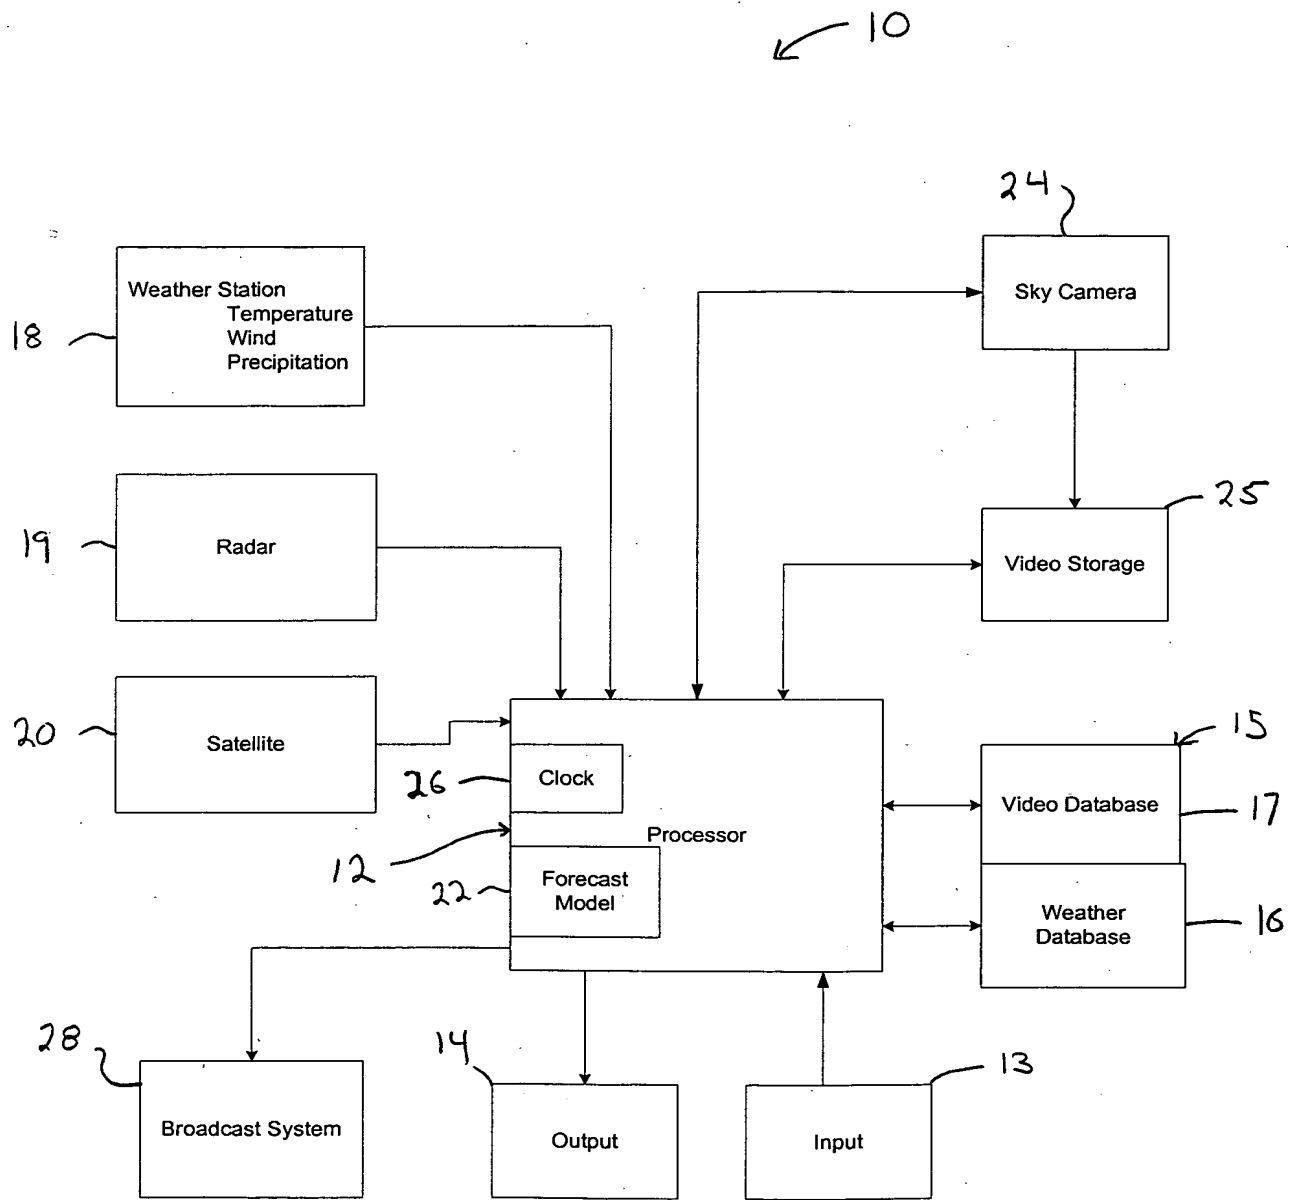 10
24
Weather Station
Temperature
Wind
Precipitation
18
Sky Camera
25
19
Radar
Video Storage
20
Satellite
15
26
Clock
Video Database
17
12
Processor
22
Forecast
Model
Weather
Database
16
28
14
13
Broadcast System
Output
Input